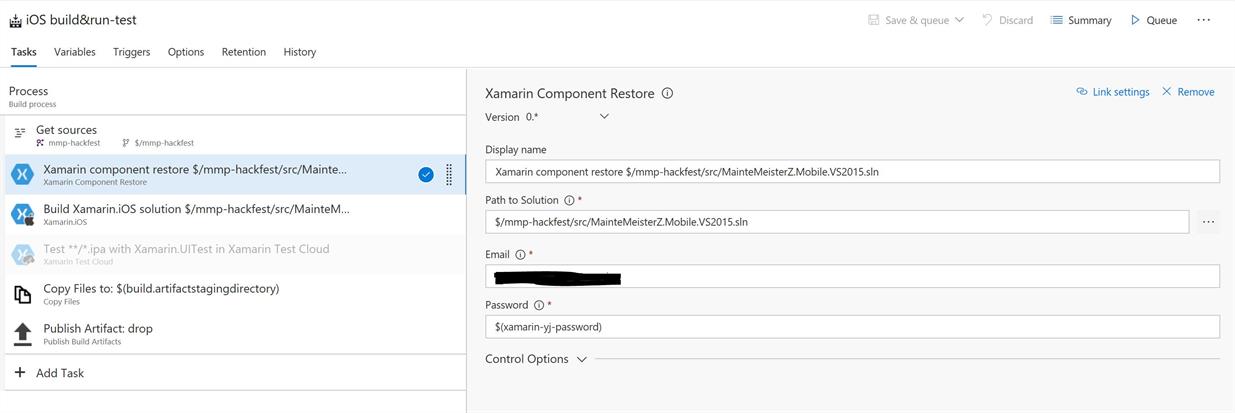 iOS build&run-test
Save & queue
Discard
Summary
Queue
Tasks
Variables
Triggers
Options
Retention
History
Process
Build process
Get sources
mmp-hackfest
$/mmp-hackfest
Xamarin component restore $/mmp-hackfest/src/Mainte...
Xamarin Component Restore
Build Xamarin.iOS solution $/mmp-hackfest/src/MainteM...
Xamarin.iOS
Test **/*.ipa with Xamarin.UITest in Xamarin Test Cloud
Xamarin Test Cloud
Copy Files to: $(build.artifactstagingdirectory)
Copy Files
Publish Artifact: drop
Publish Build Artifacts
Add Task
Xamarin Component Restore
Link settings
Remove
Version 0.*
Display name
Xamarin component restore $/mmp-hackfest/src/MainteMeisterZ.Mobile.VS2015.sln
Path to Solution *
$/mmp-hackfest/src/MainteMeisterZ.Mobile.VS2015.sln
Email *
Password *
$(xamarin-yj-password)
Control Options